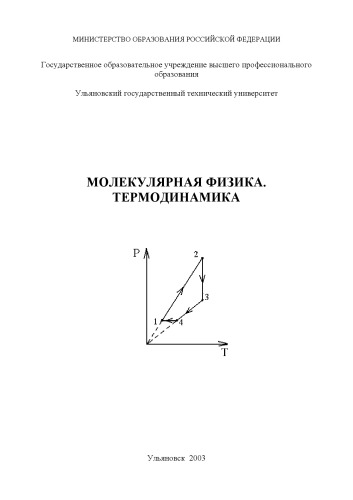 МИНИСТЕРСТВО ОБРАЗОВАНИЯ РОССИЙСКОЙ ФЕДЕРАЦИИ
Государственное образовательное учреждение высшего профессионального
образования
Ульяновский государственный технический университет
МОЛЕКУЛЯРНАЯ ФИЗИКА.
ТЕРМОДИНАМИКА
P
2
3
1
4
T
Ульяновск 2003